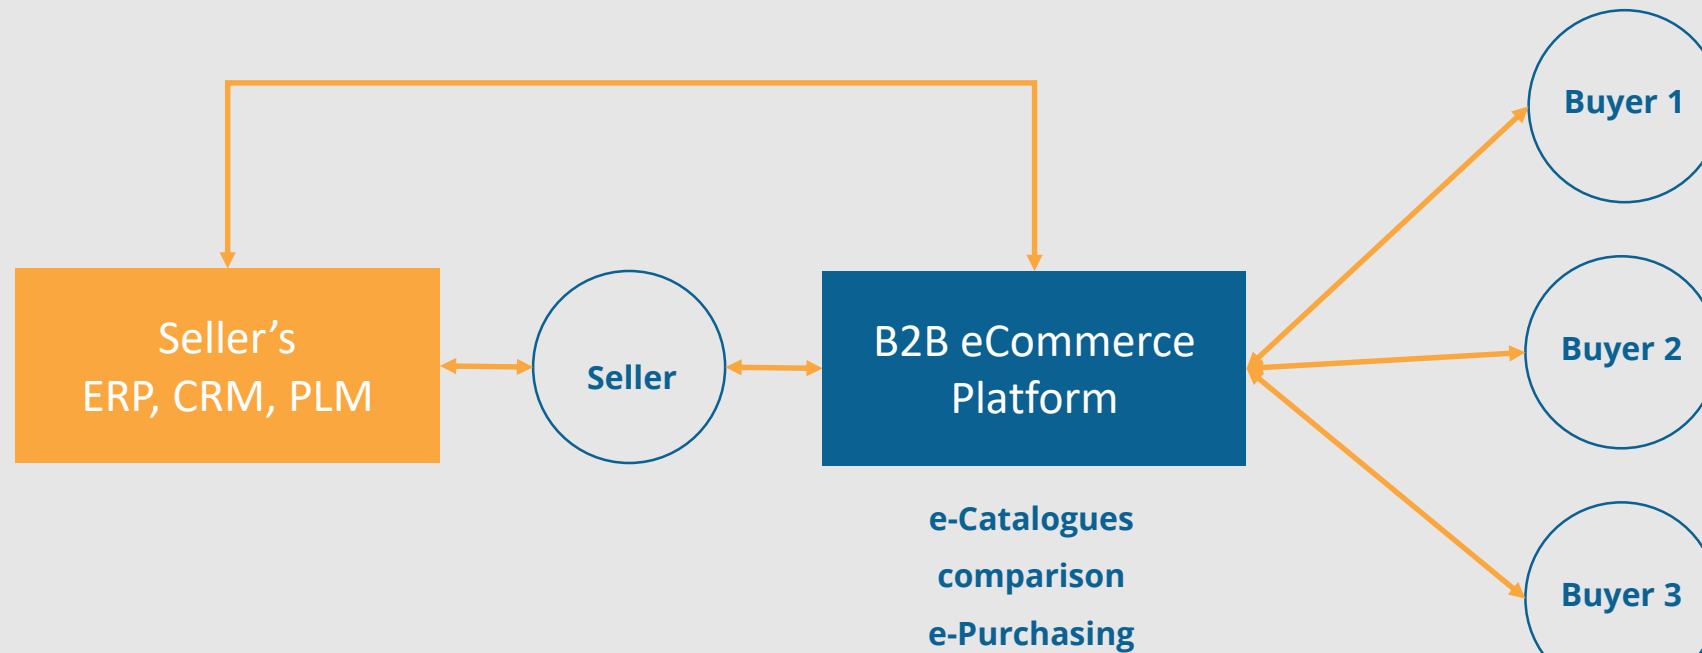 Buyer 1
Seller’s
ERP, CRM, PLM
Seller
B2B eCommerce
Platform
Buyer 2
e-Catalogues
comparison
e-Purchasing
Buyer 3